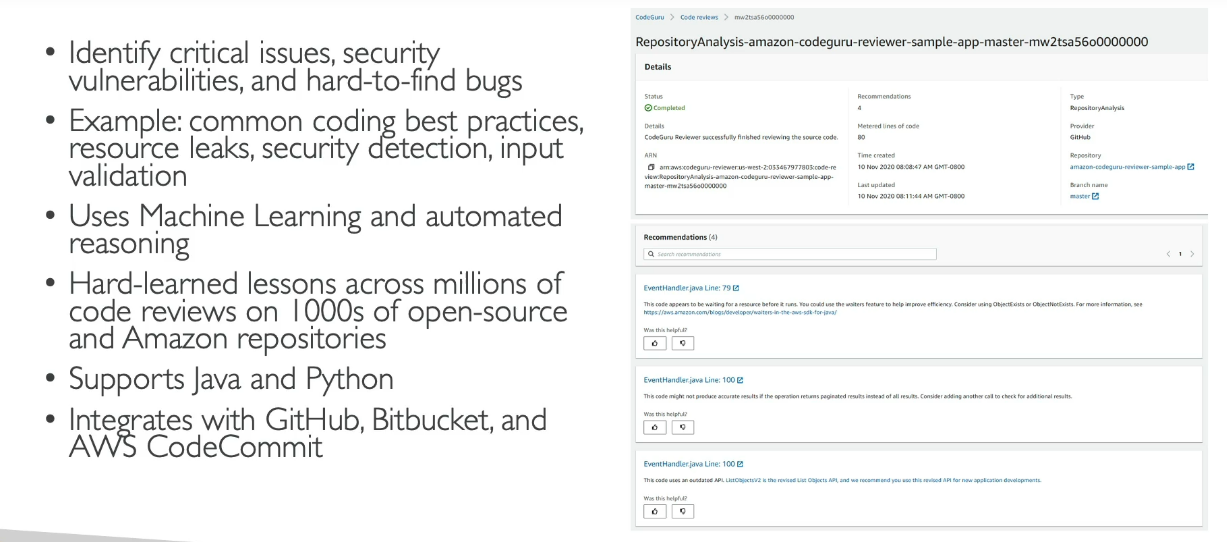 • Identify critical issues, security
vulnerabilities, and hard-to-find bugs
• Example: common coding best practices,
resource leaks, security detection, input
validation
• Uses Machine Learning and automated
reasoning
• Hard-learned lessons across millions of
code reviews on 1000s of open-source
and Amazon repositories
• Supports Java and Python
• Integrates with GitHub, Bitbucket, and
AWS CodeCommit
CodeGuru > Code reviews > mw2tsa56o0000000
RepositoryAnalysis-amazon-codeguru-reviewer-sample-app-master-mw2tsa56o0000000
Details
Status
Completed
Details
CodeGuru Reviewer successfully finished reviewing the source code.
ARN
arn:aws:codeguru-reviewer:us-west-2:033467977803:code-re
view:RepositoryAnalysis-amazon-codeguru-reviewer-sample-app-
master-mw2tsa56o0000000
Recommendations
4
Metered lines of code
80
Time created
10 Nov 2020 08:08:47 AM GMT-0800
Last updated
10 Nov 2020 08:11:44 AM GMT-0800
Type
RepositoryAnalysis
Provider
GitHub
Repository
amazon-codeguru-reviewer-sample-app
Branch name
master
Recommendations (4)
Search recommendations
< 1 >
EventHandler.java Line: 79
This code appears to be waiting for a resource before it runs. You could use the waiters feature to help improve efficiency. Consider using ObjectExists or ObjectNotExists. For more information, see
https://aws.amazon.com/blogs/developer/waiters-in-the-aws-sdk-for-java/
Was this helpful?
EventHandler.java Line: 100
This code might not produce accurate results if the operation returns paginated results instead of all results. Consider adding another call to check for additional results.
Was this helpful?
EventHandler.java Line: 100
This code uses an outdated API. ListObjectsV2 is the revised List Objects API, and we recommend you use this revised API for new application developments.
Was this helpful?